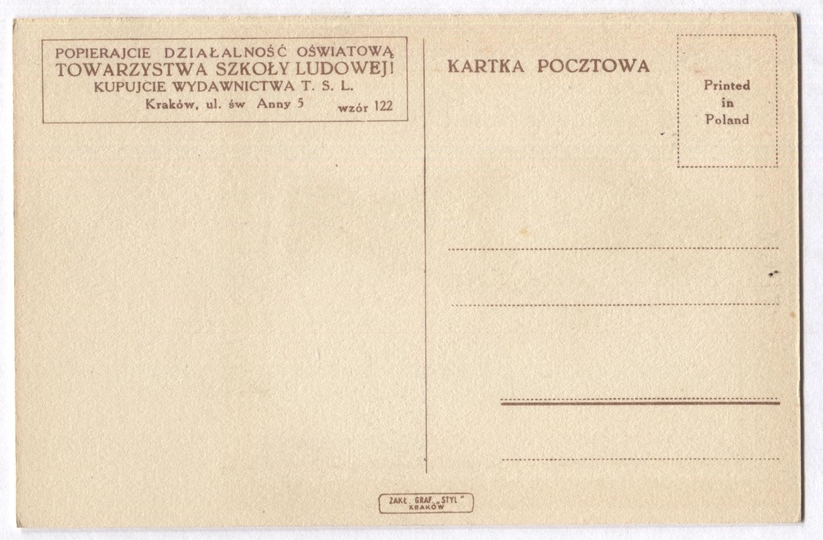 POPIERAJCIE DZIAŁALNOŚĆ OŚWIATOWĄ
TOWARZYSTWA SZKOŁY LUDOWEJ!
KUPUJCIE WYDAWNICTWA T. S. L.
Kraków, ul. św Anny 5 wzór 122
KARTKA POCZTOWA
Printed
in
Poland
ZAKŁ. GRAF. „STYL"
KRAKÓW